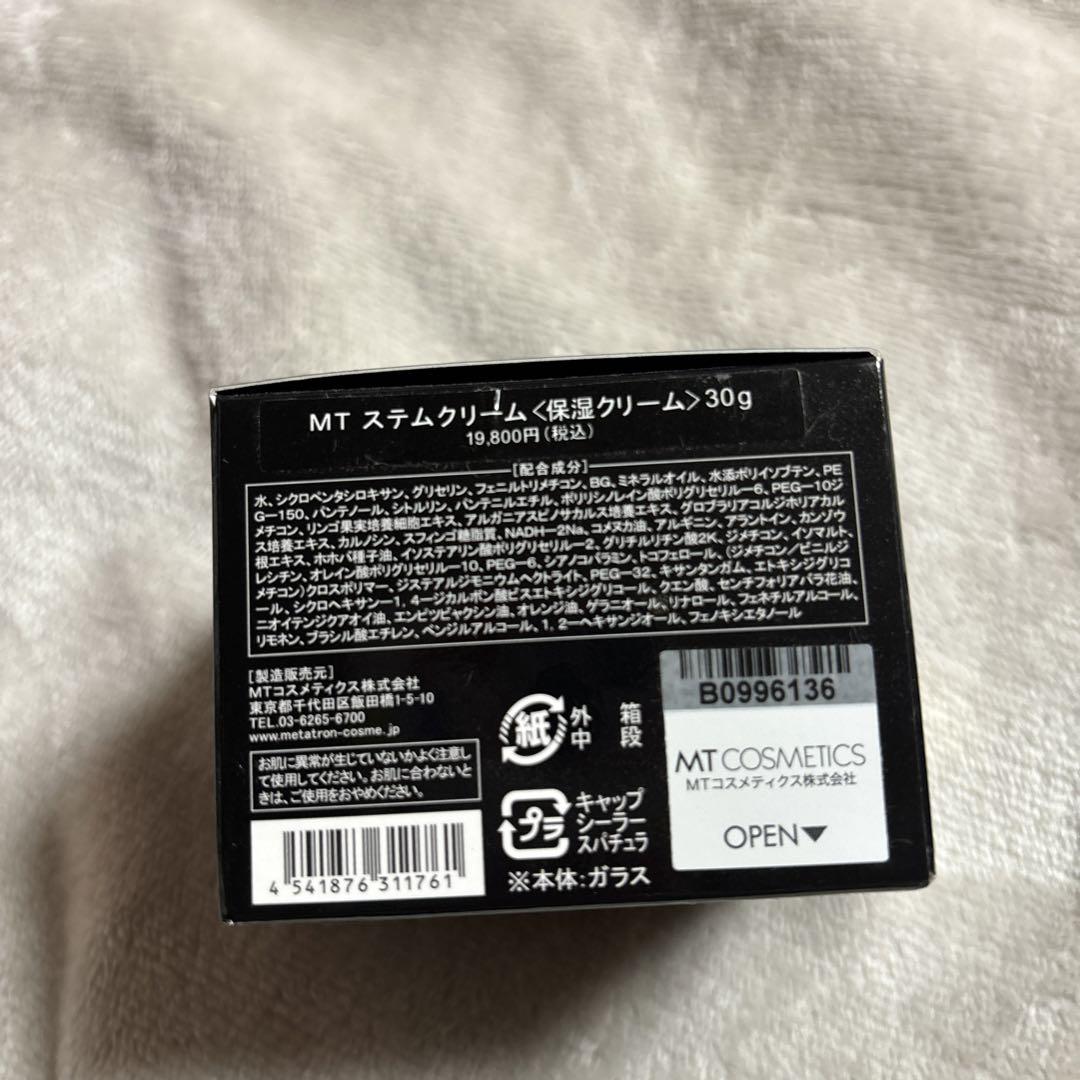 MT ステムクリーム〈保湿クリーム〉30g
19,800円(税込)
[配合成分]
水、シクロペンタシロキサン、グリセリン、フェニルトリメチコン、BG、ミネラルオイル、水添ポリイソブテン、PE
G−150、パンテノール、シトルリン、パンテニルエチル、ポリリシノレイン酸ポリグリセリル−6、PEG−10ジ
メチコン、リンゴ果実培養細胞エキス、アルガニアスピノサカルス培養エキス、グロブラリアコルジホリアカル
ス培養エキス、カルノシン、スフィンゴ糖脂質、NADH−2Na、コメヌカ油、アルギニン、アラントイン、カンゾウ
根エキス、ホホバ種子油、イソステアリン酸ポリグリセリル−2、グリチルリチン酸2K、ジメチコン、イソマルト、
レシチン、オレイン酸ポリグリセリル−10、PEG−6、シアノコバラミン、トコフェロール、(ジメチコン/ビニルジ
メチコン)クロスポリマー、ジステアルジモニウムヘクトライト、PEG−32、キサンタンガム、エトキシジグリコ
ール、シクロヘキサン−1，4−ジカルボン酸ビスエトキシジグリコール、クエン酸、センチフォリアバラ花油、
ニオイテンジクアオイ油、エンピツビャクシン油、オレンジ油、ゲラニオール、リナロール、フェネチルアルコール、
リモネン、ブラシル酸エチレン、ベンジルアルコール、1，2−ヘキサンジオール、フェノキシエタノール
[製造販売元]
MTコスメティクス株式会社
東京都千代田区飯田橋1-5-10
TEL.03-6265-6700
www.metatron-cosme.jp
お肌に異常が生じていないかよく注意し
て使用してください。お肌に合わないと
きは、ご使用をおやめください。
4 541876 311761
紙
外 箱
中 段
プラ
キャップ
シーラー
スパチュラ
※本体:ガラス
B0996136
MT COSMETICS
MTコスメティクス株式会社
OPEN▼